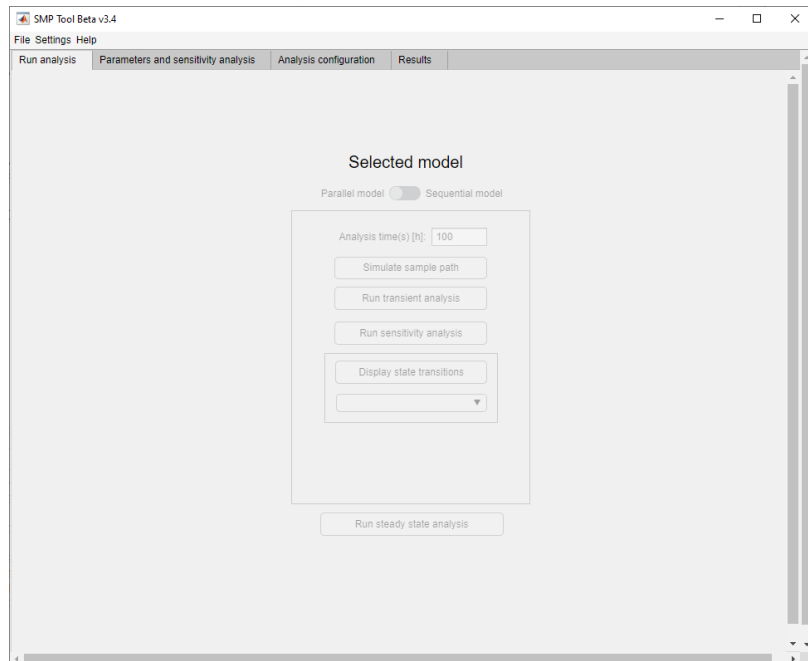 SMP Tool Beta v3.4
File Settings Help
Run analysis Parameters and sensitivity analysis Analysis configuration Results
Selected model
Parallel model Sequential model
Analysis time(s) [h]: 100
Simulate sample path
Run transient analysis
Run sensitivity analysis
Display state transitions
Run steady state analysis